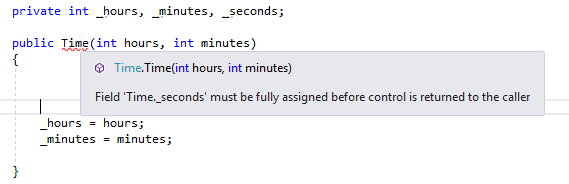 private int _hours, _minutes, _seconds;
public Time(int hours, int minutes)
{
Time.Time(int hours, int minutes)
Field 'Time._seconds' must be fully assigned before control is returned to the caller
_hours = hours;
_minutes = minutes;
}